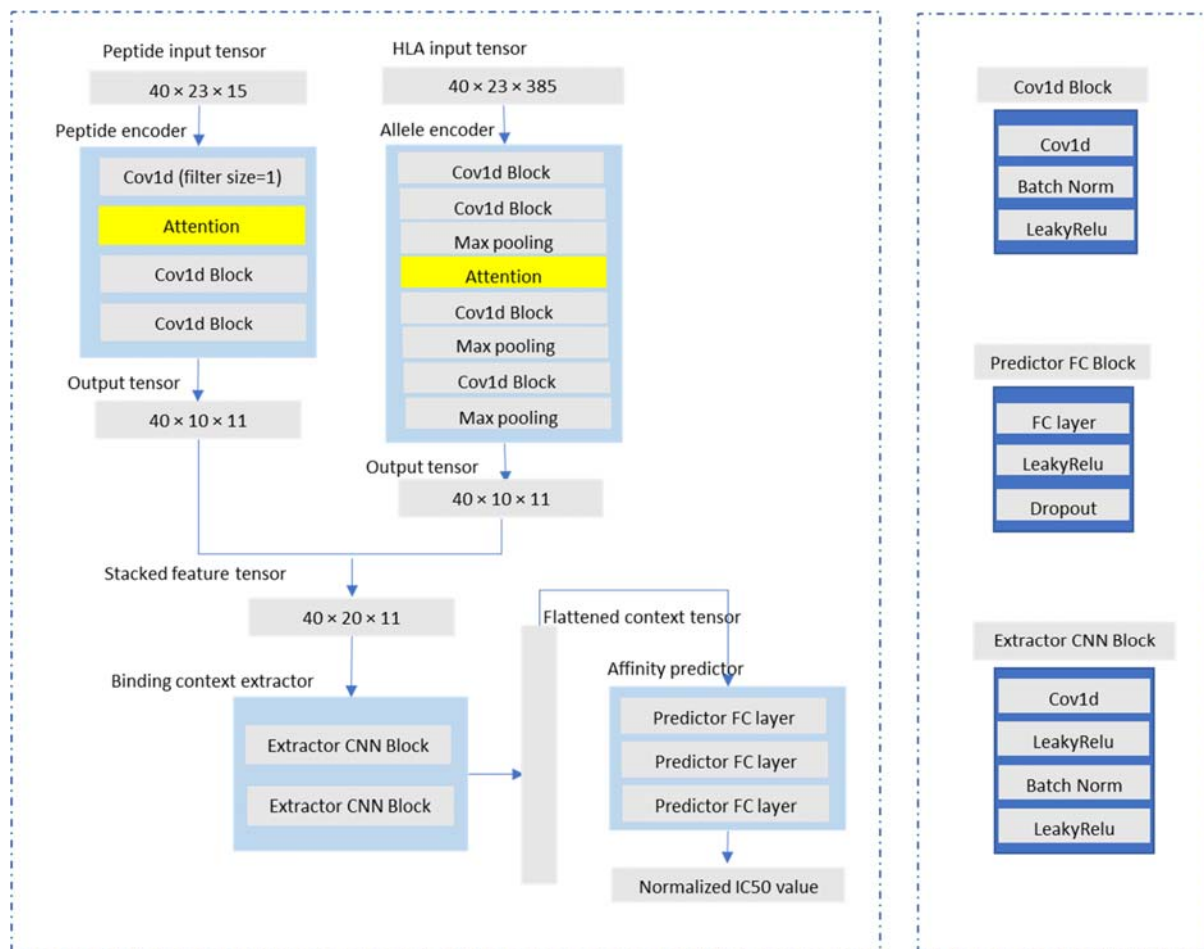 Peptide input tensor
40 × 23 × 15
Peptide encoder
Cov1d (filter size=1)
Attention
Cov1d Block
Cov1d Block
Output tensor
40 × 10 × 11
HLA input tensor
40 × 23 × 385
Allele encoder
Cov1d Block
Cov1d Block
Max pooling
Attention
Cov1d Block
Max pooling
Cov1d Block
Max pooling
Output tensor
40 × 10 × 11
Stacked feature tensor
40 × 20 × 11
Binding context extractor
Extractor CNN Block
Extractor CNN Block
Flattened context tensor
Affinity predictor
Predictor FC layer
Predictor FC layer
Predictor FC layer
Normalized IC50 value
Cov1d Block
Cov1d
Batch Norm
LeakyRelu
Predictor FC Block
FC layer
LeakyRelu
Dropout
Extractor CNN Block
Cov1d
LeakyRelu
Batch Norm
LeakyRelu